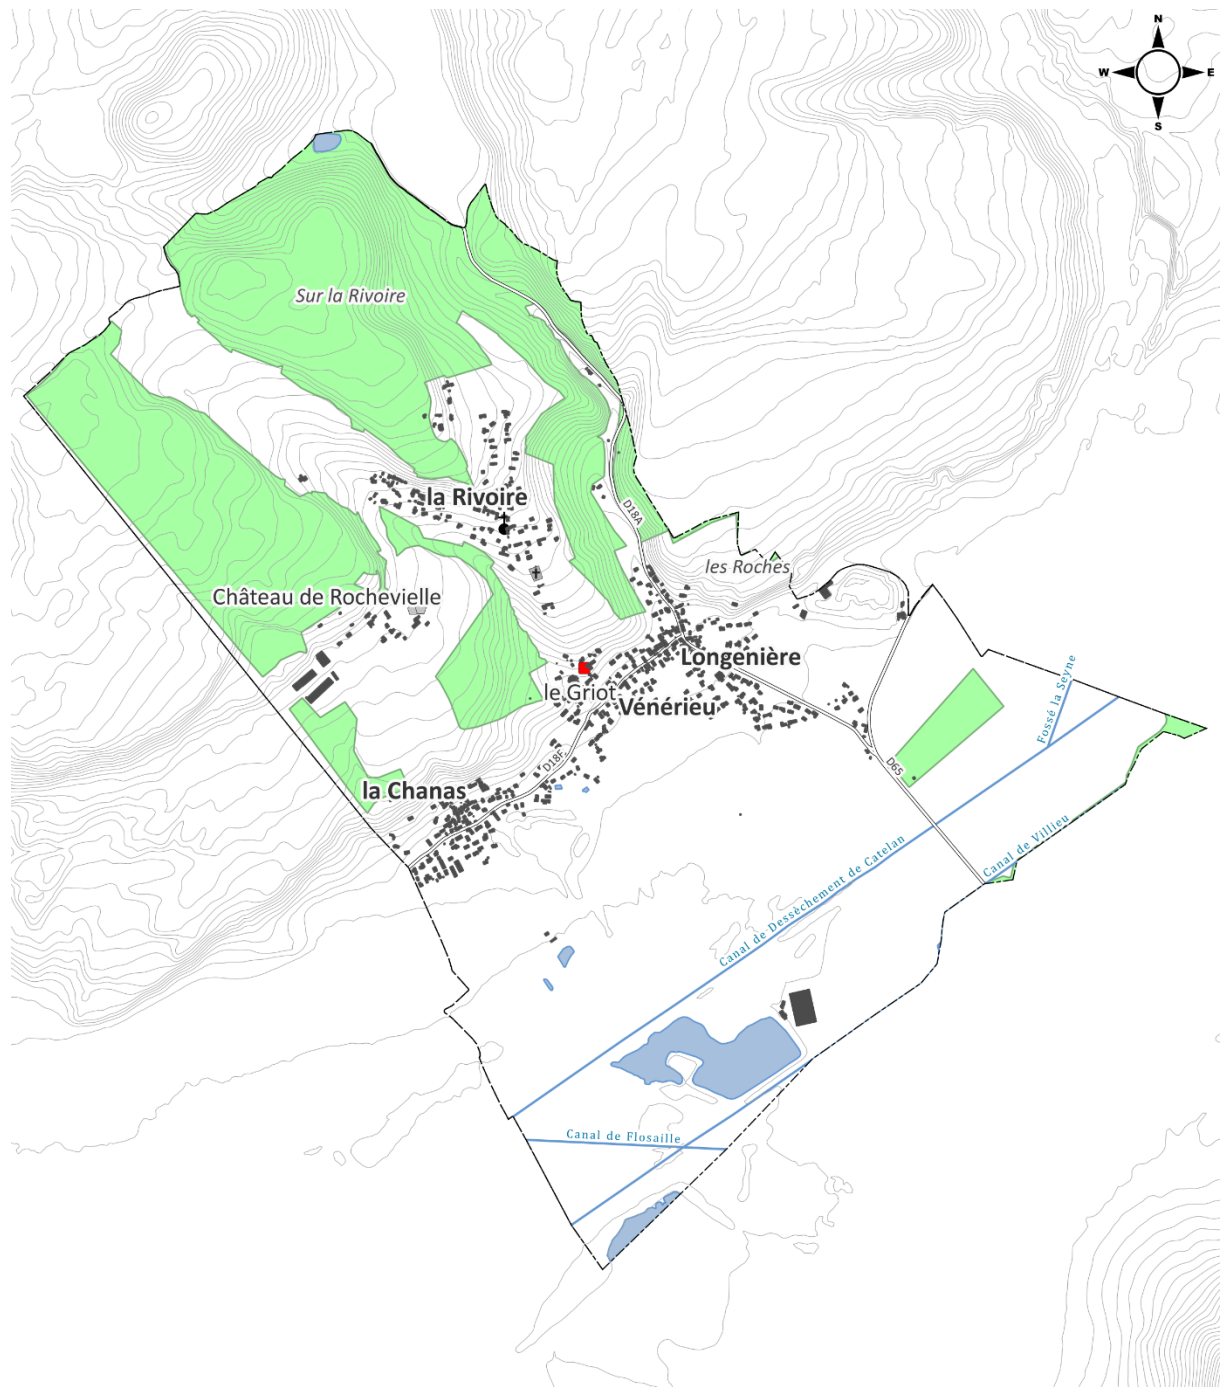 N
W E
S
Sur la Rivoire
la Rivoire
D18A
les Roches
Château de Rochevielle
Longenière
le Griot
Vénérieu
Fossé la Seyne
D18F
D65
la Chanas
Canal de Villieu
Canal de Dessèchement de Catelan
Canal de Flosaille